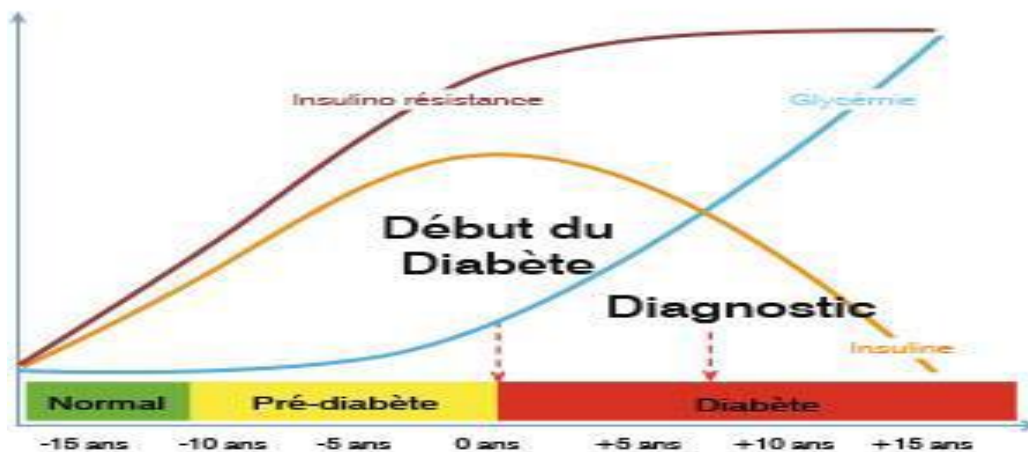 Insulino résistance
Glycémie
Début du
Diabète
Diagnostic
Insuline
Normal
Pré-diabète
Diabète
-15 ans
-10 ans
-5 ans
0 ans
+5 ans
+10 ans
+15 ans